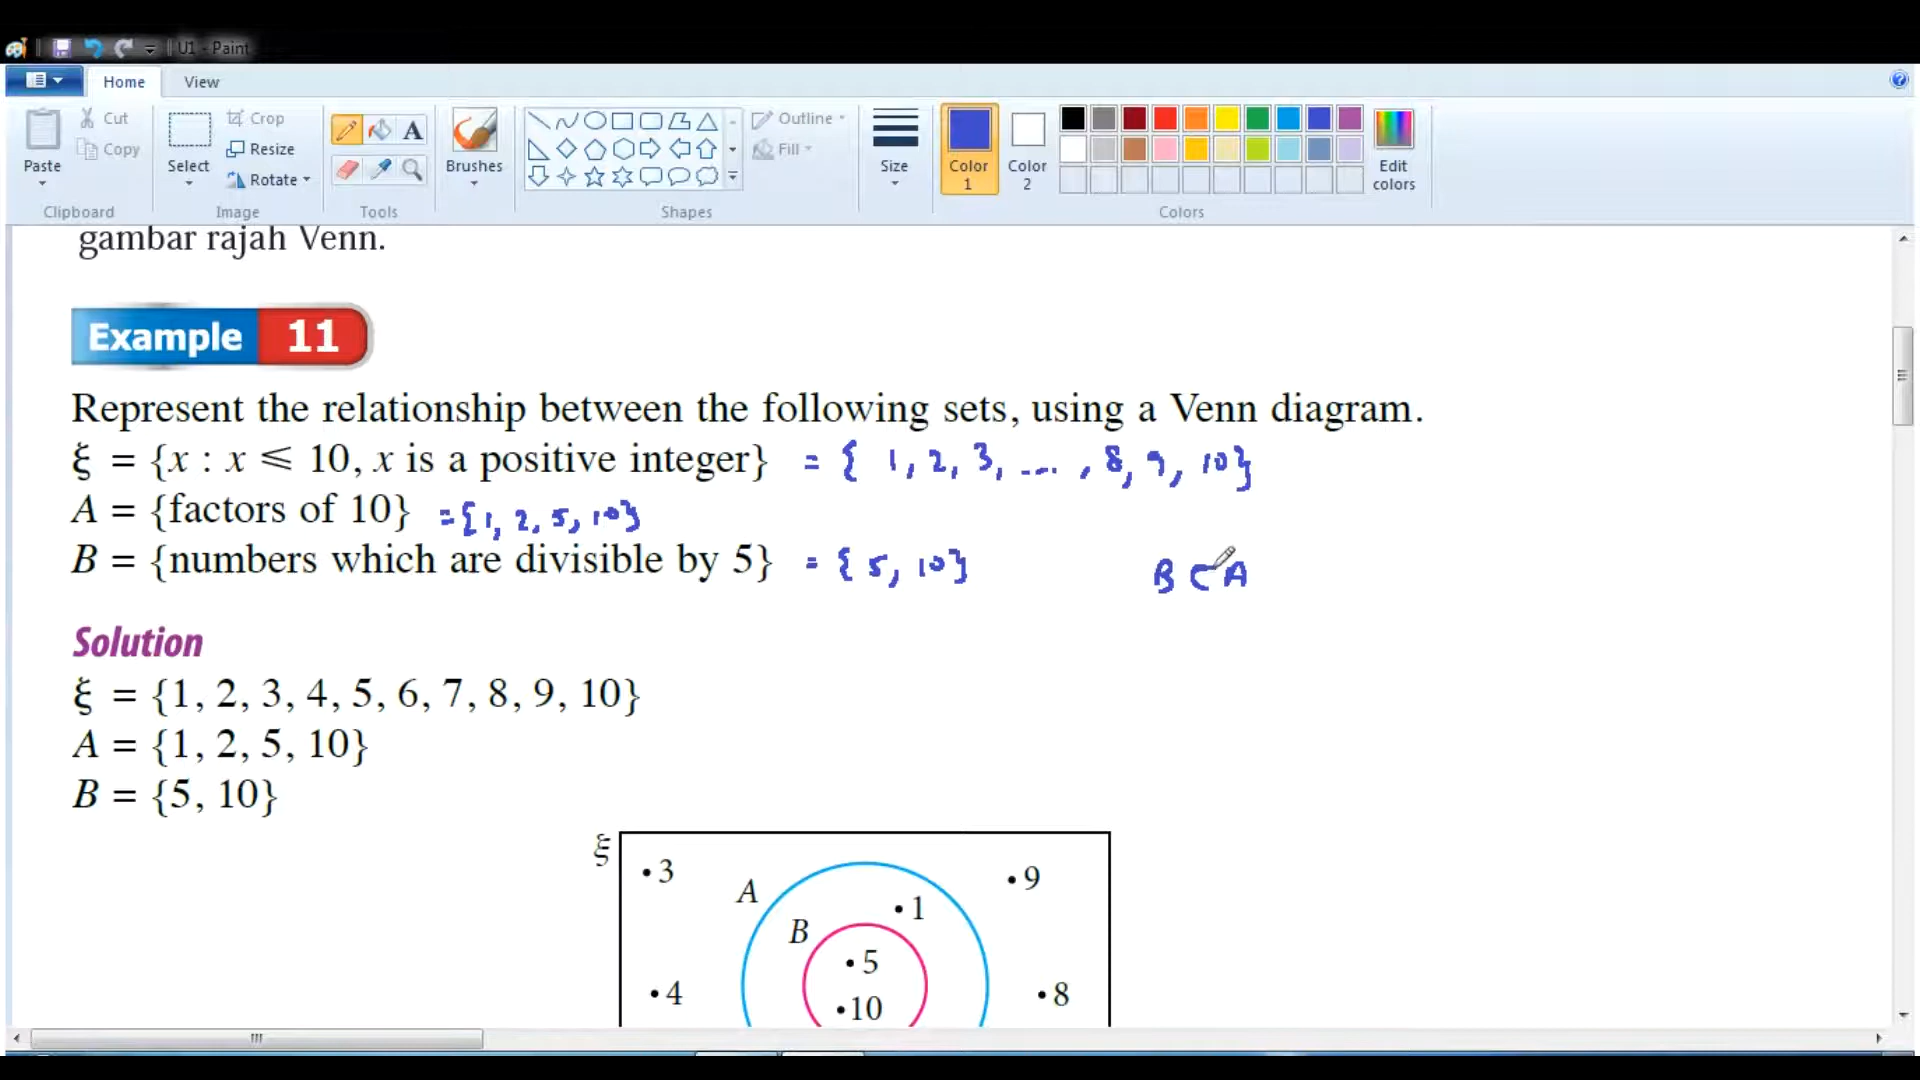 U1 - Paint
Home View
Paste Cut Copy Clipboard
Select Crop Resize Rotate Image
A Tools
Brushes
Shapes Outline Fill
Size
Color 1 Color 2 Edit colors Colors
gambar rajah Venn.
Example 11
Represent the relationship between the following sets, using a Venn diagram.
ξ = {x : x ⩽ 10, x is a positive integer} = { 1, 2, 3, ...., 8, 9, 10}
A = {factors of 10} = {1, 2, 5, 10}
B = {numbers which are divisible by 5} = { 5, 10} B ⊂ A
Solution
ξ = {1, 2, 3, 4, 5, 6, 7, 8, 9, 10}
A = {1, 2, 5, 10}
B = {5, 10}
ξ
• 3 A • 9
B • 1
• 5
• 4 • 10 • 8